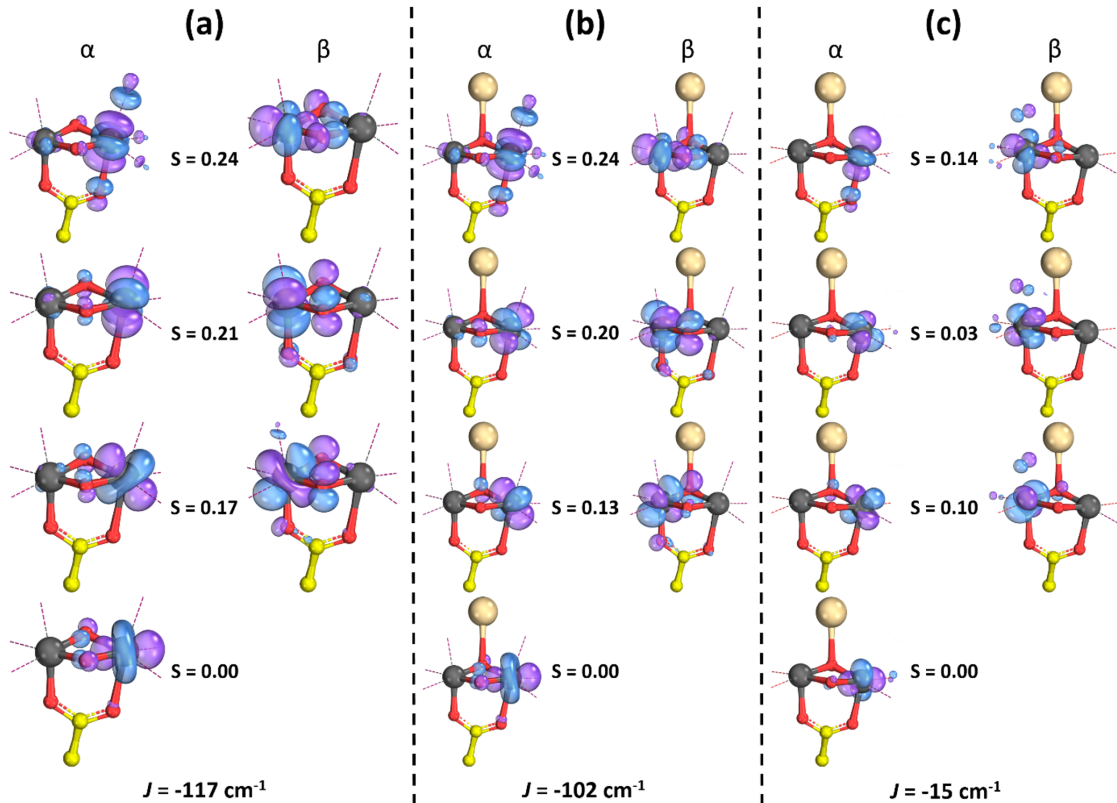 (a) (b) (c)
α β α β α β
S = 0.24 S = 0.24 S = 0.14
S = 0.21 S = 0.20 S = 0.03
S = 0.17 S = 0.13 S = 0.10
S = 0.00 S = 0.00 S = 0.00
J = -117 cm⁻¹ J = -102 cm⁻¹ J = -15 cm⁻¹